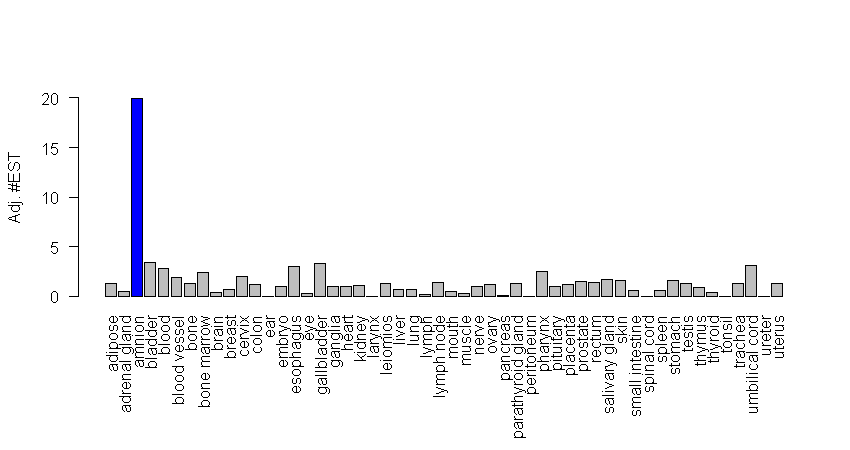 Adj. #EST
20
15
10
5
0
adipose
adrenal gland
amnion
bladder
blood
blood vessel
bone
bone marrow
brain
breast
cervix
colon
ear
embryo
esophagus
eye
gallbladder
ganglia
heart
kidney
larynx
leiomios
liver
lung
lymph
lymph node
mouth
muscle
nerve
ovary
pancreas
parathyroid gland
peritoneum
pharynx
pituitary
placenta
prostate
rectum
salivary gland
skin
small intestine
spinal cord
spleen
stomach
testis
thymus
thyroid
tonsil
trachea
umbilical cord
ureter
uterus